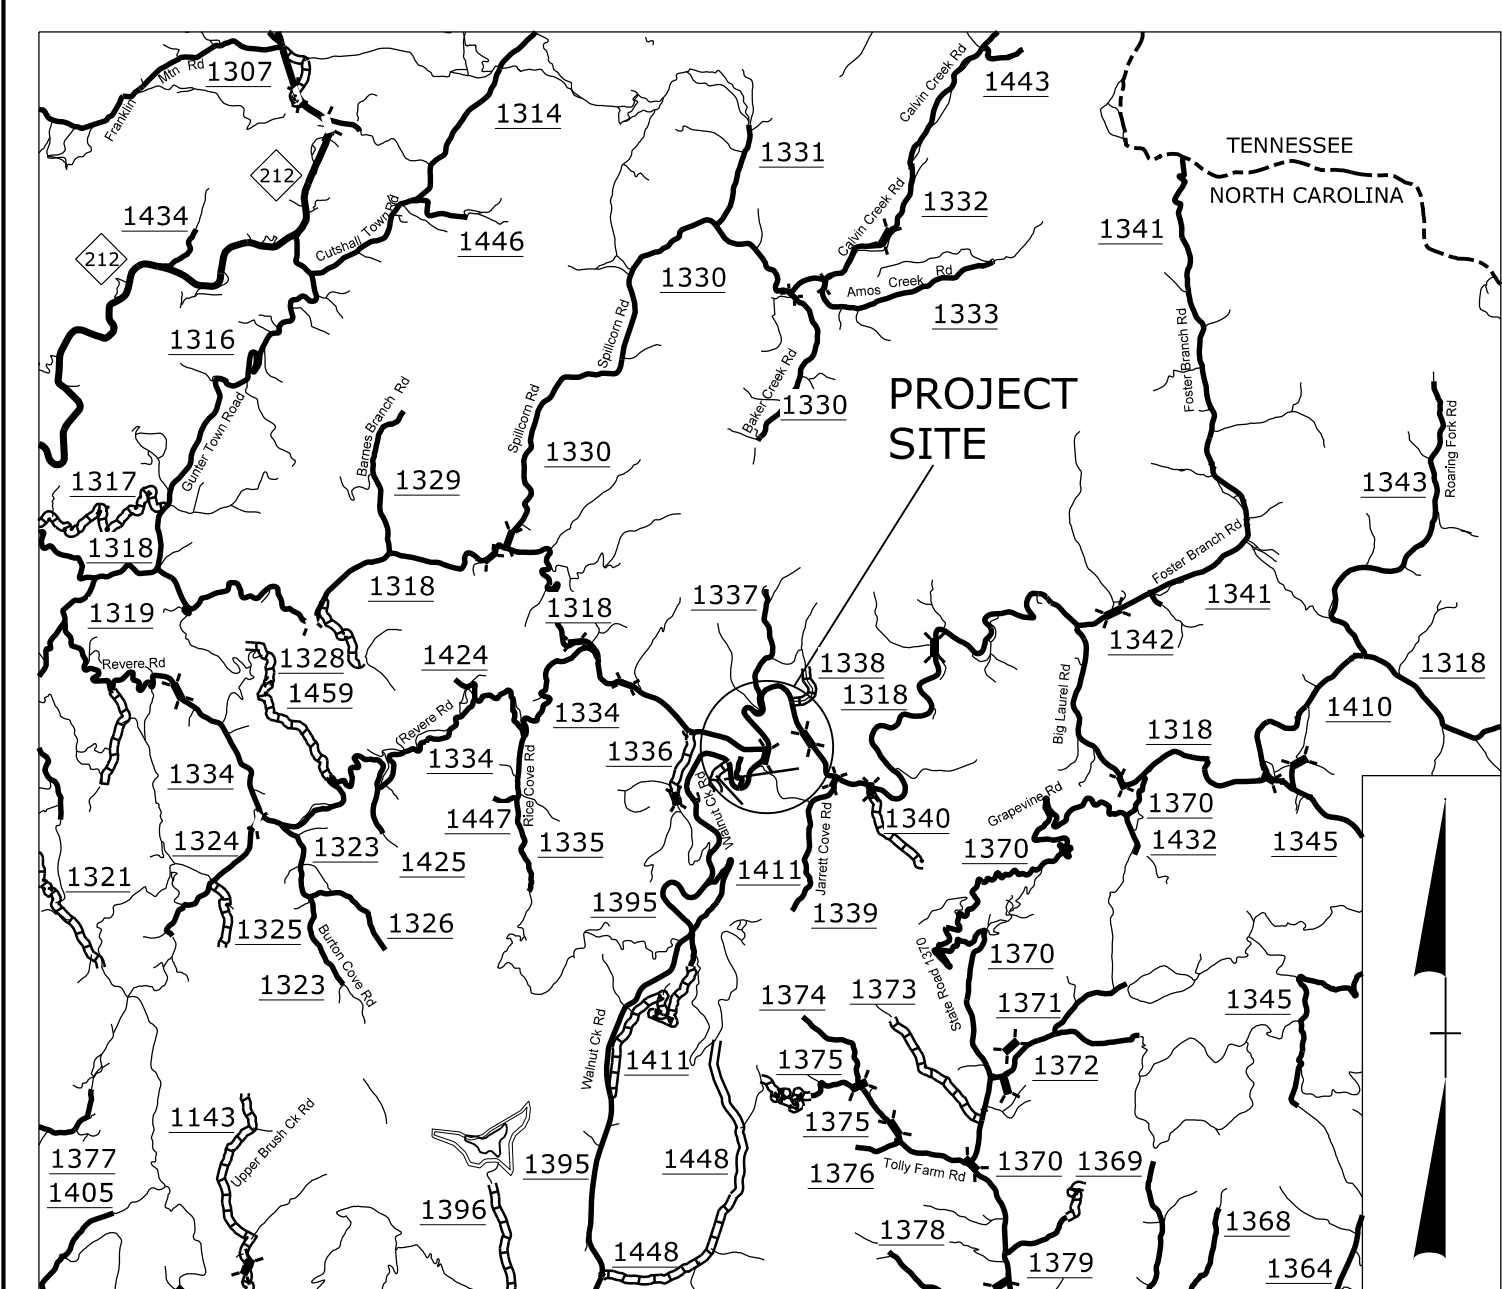 Franklin Mtn Rd
1307
1314
Calvin Creek Rd
1443
1331
TENNESSEE
NORTH CAROLINA
212
1434
Cutshall Town Rd
1446
Calvin Creek Rd
1332
1341
212
1330
Amos Creek Rd
1333
1316
Spillcorn Rd
Foster Branch Rd
Baker Creek Rd
1330
PROJECT
SITE
Barnes Branch Rd
Spillcorn Rd
Gunter Town Road
1330
1329
Roaring Fork Rd
1343
1317
1318
Foster Branch Rd
1318
1319
1318
1337
1341
1342
Revere Rd
1328
1459
1424
1338
1318
1318
Big Laurel Rd
1410
(Revere Rd
1334
1336
1318
1334
1334
Rice Cove Rd
Walnut Ck Rd
Grapevine Rd
1370
1447
1340
1324
1323
1425
1335
Jarrett Cove Rd
1370
1432
1345
1321
1411
1395
1339
1325
1326
Burton Cove Rd
1323
State Road 1370
1370
1374
1373
1371
1345
Walnut Ck Rd
1411
1375
1372
1143
Upper Brush Ck Rd
1375
1377
1405
1395
1448
1376
Tolly Farm Rd
1370
1369
1396
1378
1368
1448
1379
1364